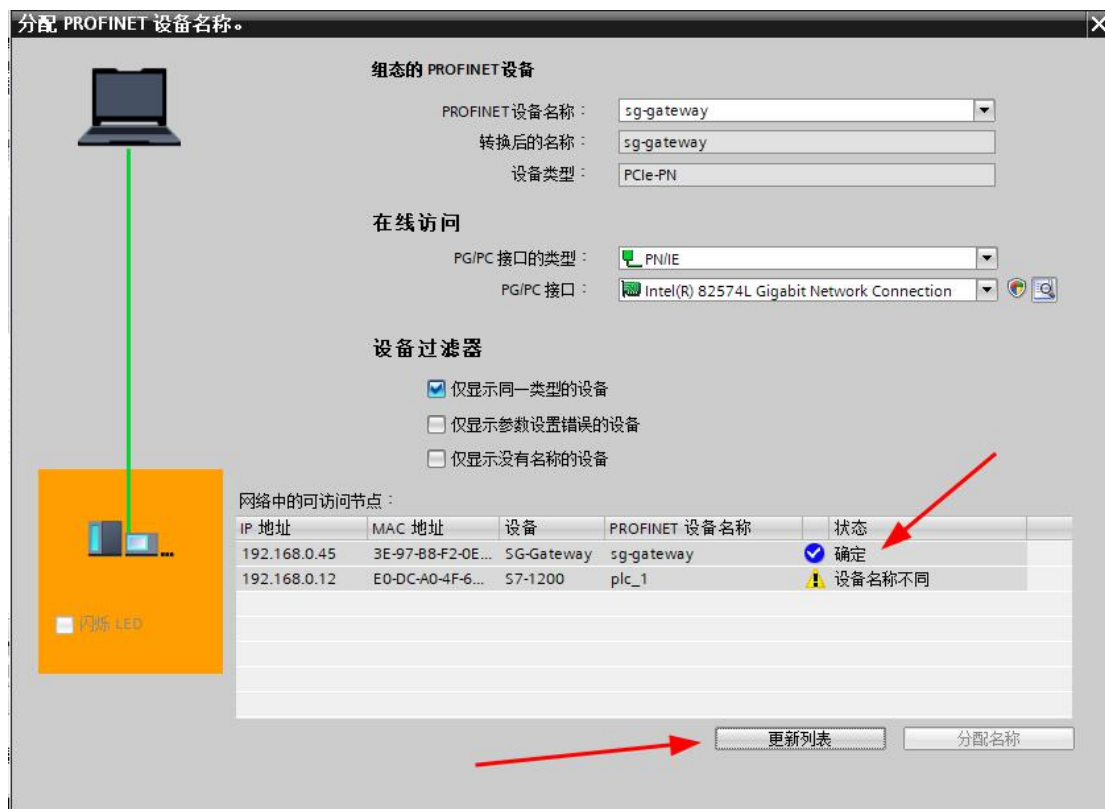 分配 PROFINET 设备名称。
组态的 PROFINET设备
PROFINET设备名称： sg-gateway
转换后的名称： sg-gateway
设备类型： PCIe-PN
在线访问
PG/PC 接口的类型： PN/IE
PG/PC 接口： Intel(R) 82574L Gigabit Network Connection
设备过滤器
仅显示同一类型的设备
仅显示参数设置错误的设备
仅显示没有名称的设备
网络中的可访问节点：
IP 地址 MAC 地址 设备 PROFINET 设备名称 状态
192.168.0.45 3E-97-B8-F2-0E... SG-Gateway sg-gateway 确定
192.168.0.12 E0-DC-A0-4F-6... S7-1200 plc_1 设备名称不同
闪烁 LED
更新列表 分配名称